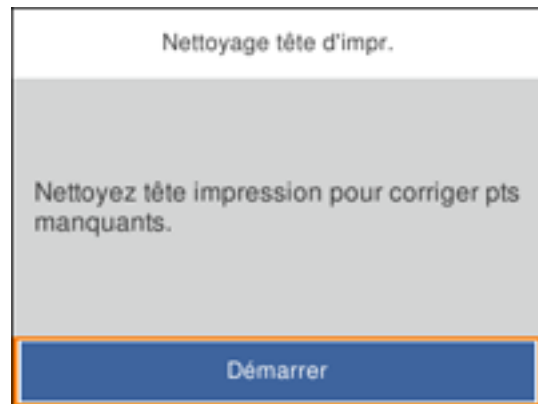 Nettoyage tête d'impr.
Nettoyez tête impression pour corriger pts
manquants.
Démarrer